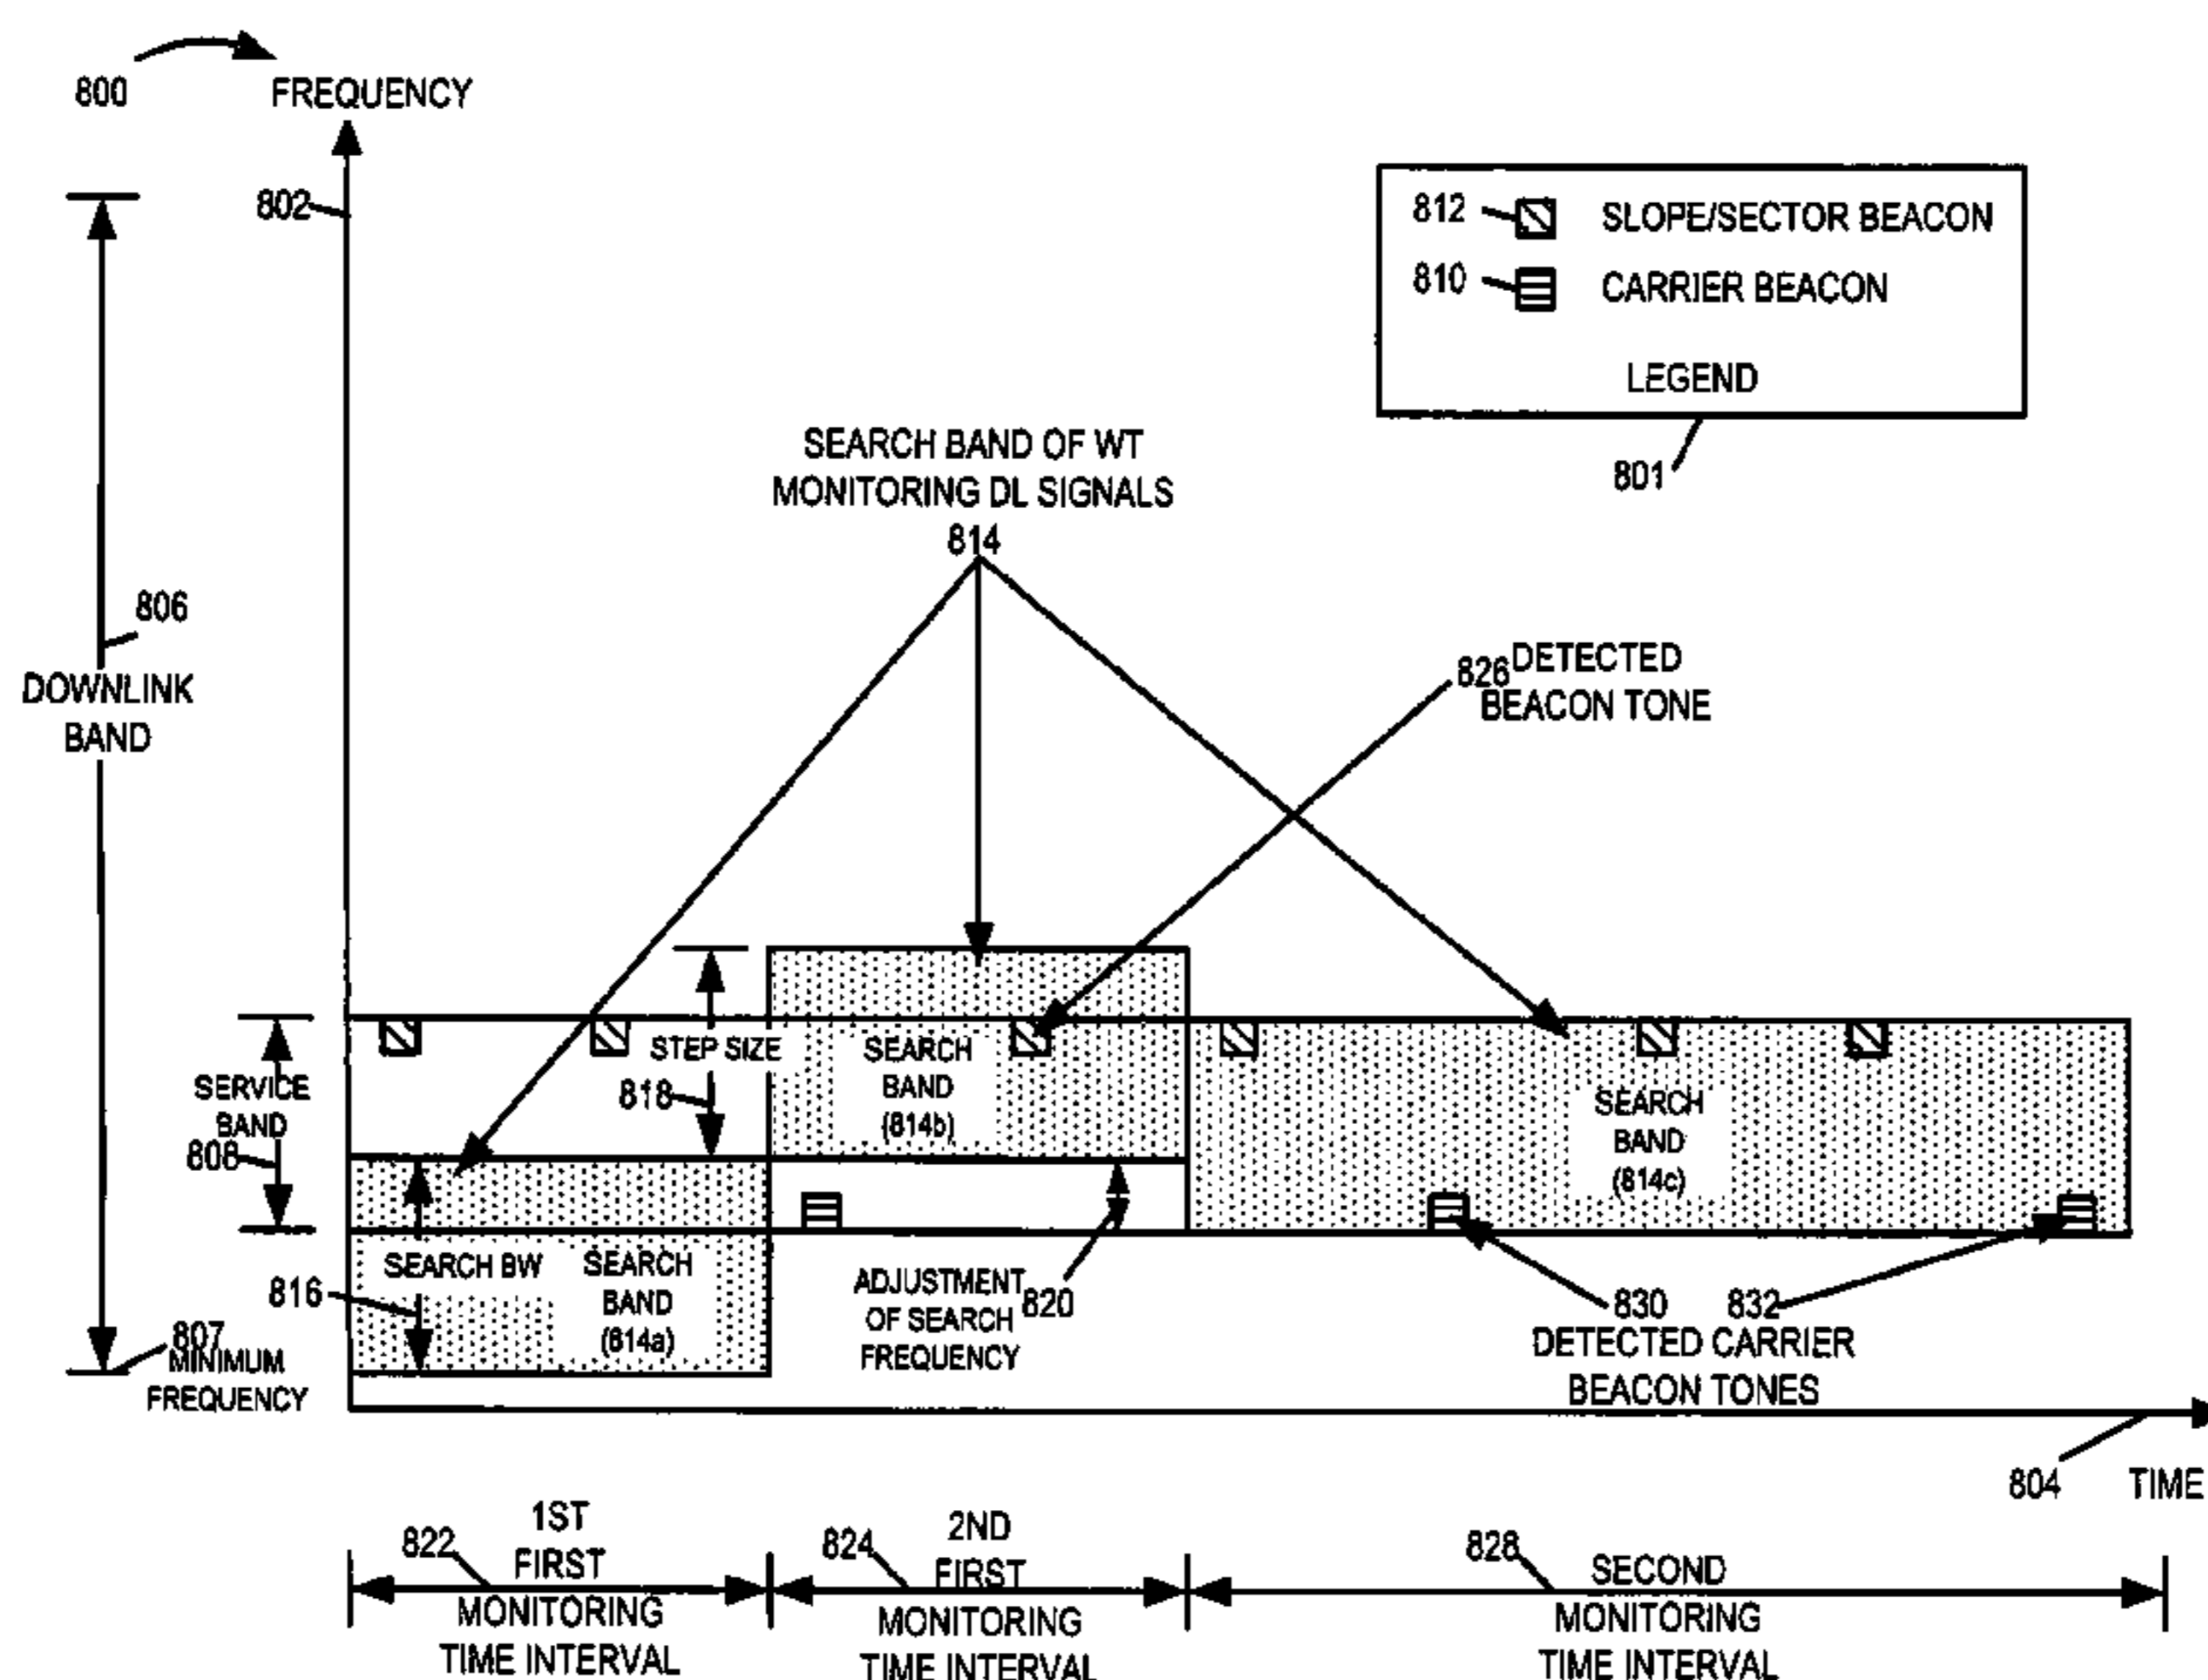 800
FREQUENCY
802
812
SLOPE/SECTOR BEACON
810
CARRIER BEACON
LEGEND
801
SEARCH BAND OF WT
MONITORING DL SIGNALS
814
806
DOWNLINK
BAND
826
DETECTED
BEACON TONE
SERVICE
BAND
808
STEP SIZE
818
SEARCH
BAND
(814b)
SEARCH
BAND
(814c)
SEARCH BW
816
SEARCH
BAND
(814a)
ADJUSTMENT
OF SEARCH
FREQUENCY
820
830
832
DETECTED CARRIER
BEACON TONES
807
MINIMUM
FREQUENCY
804
TIME
822
1ST
FIRST
MONITORING
TIME INTERVAL
824
2ND
FIRST
MONITORING
TIME INTERVAL
828
SECOND
MONITORING
TIME INTERVAL